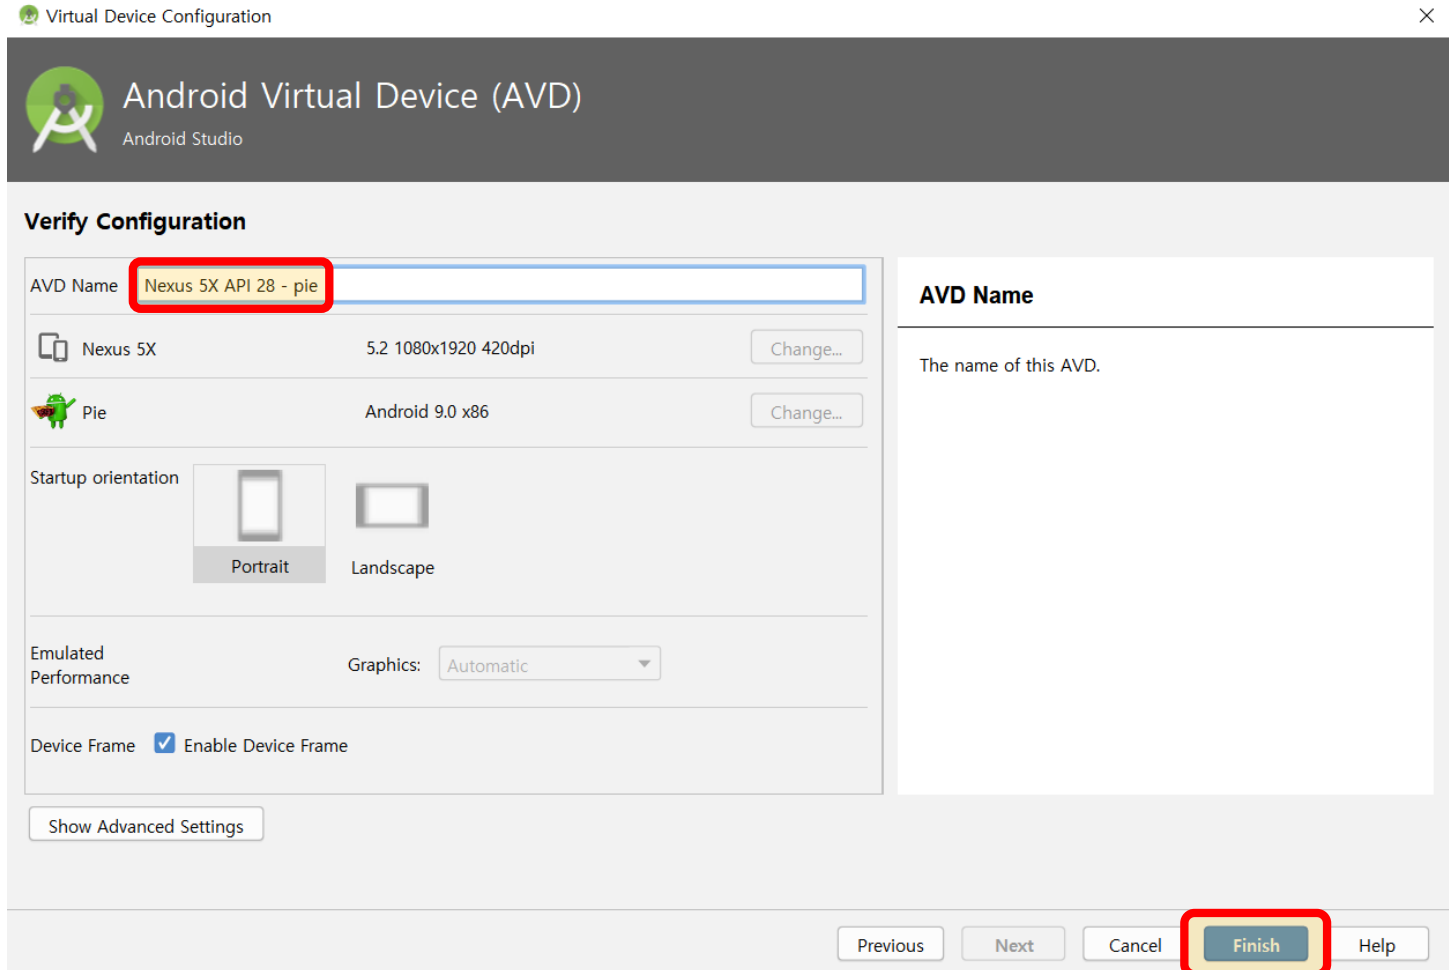 Virtual Device Configuration
Android Virtual Device (AVD)
Android Studio
Verify Configuration
AVD Name Nexus 5X API 28 - pie
Nexus 5X 5.2 1080x1920 420dpi Change...
Pie Android 9.0 x86 Change...
Startup orientation
Portrait Landscape
Emulated
Performance
Graphics: Automatic
Device Frame Enable Device Frame
Show Advanced Settings
AVD Name
The name of this AVD.
Previous Next Cancel Finish Help